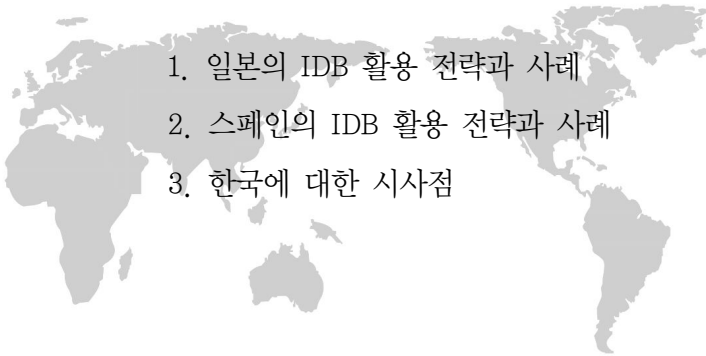 1. 일본의 IDB 활용 전략과 사례
2. 스페인의 IDB 활용 전략과 사례
3. 한국에 대한 시사점